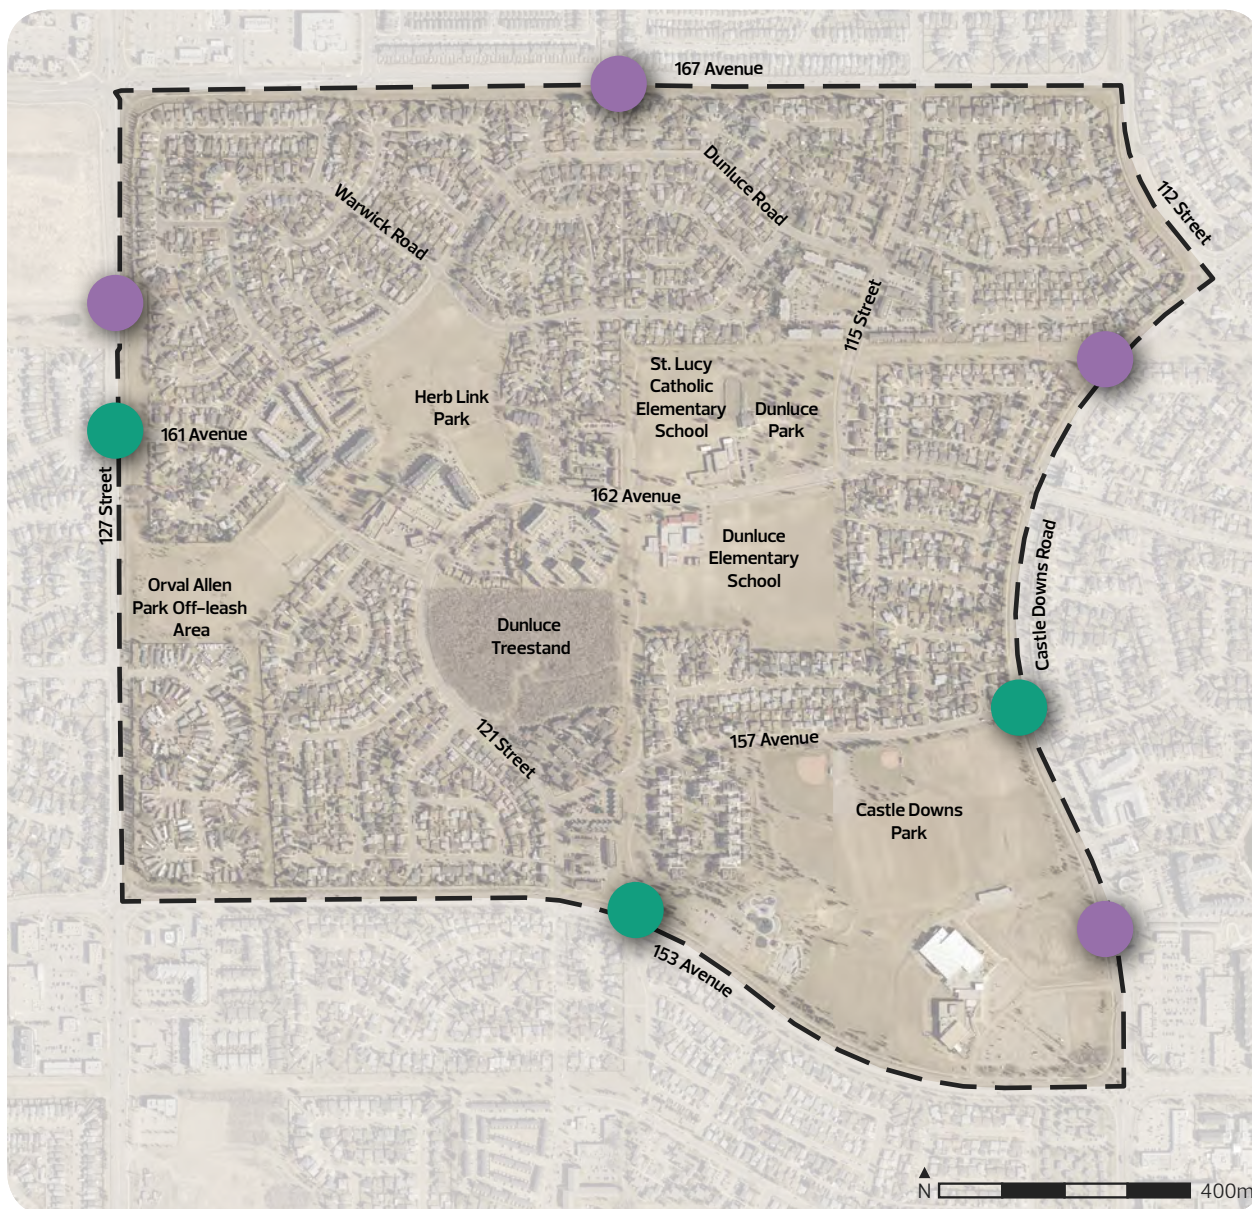 167 Avenue
Dunluce Road
Warwick Road
112 Street
115 Street
St. Lucy
Catholic
Elementary
School
Dunluce
Park
Herb Link
Park
161 Avenue
127 Street
162 Avenue
Dunluce
Elementary
School
Castle Downs Road
Orval Allen
Park Off-leash
Area
Dunluce
Treestand
121 Street
157 Avenue
Castle Downs
Park
153 Avenue
N
400m